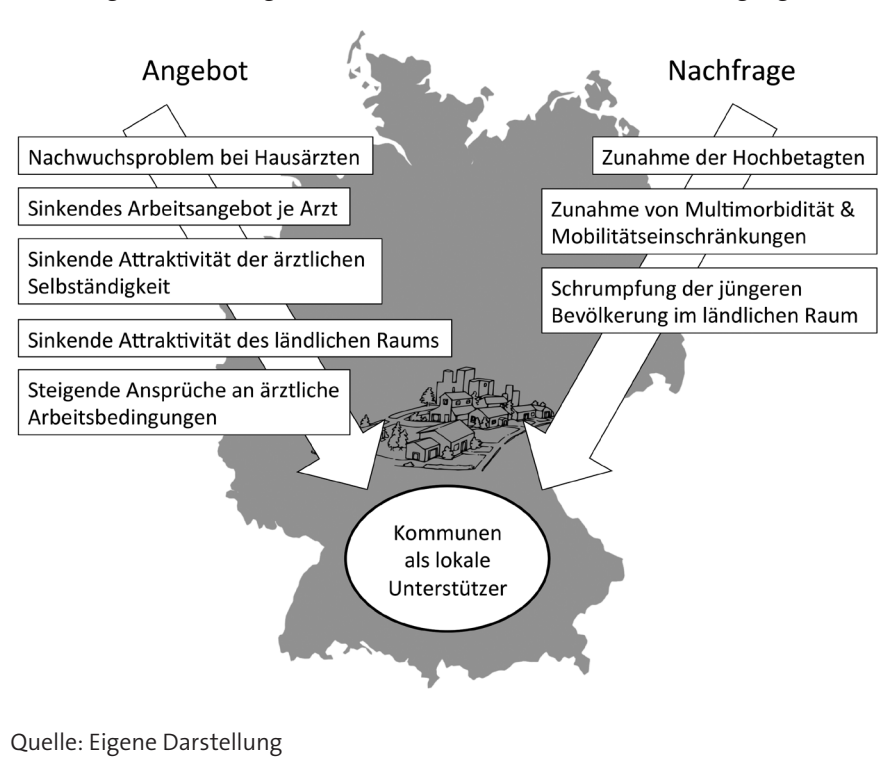 Angebot
Nachwuchsproblem bei Hausärzten
Sinkendes Arbeitsangebot je Arzt
Sinkende Attraktivität der ärztlichen
Selbständigkeit
Sinkende Attraktivität des ländlichen Raums
Steigende Ansprüche an ärztliche
Arbeitsbedingungen
Nachfrage
Zunahme der Hochbetagten
Zunahme von Multimorbidität &
Mobilitätseinschränkungen
Schrumpfung der jüngeren
Bevölkerung im ländlichen Raum
Kommunen
als lokale
Unterstützer
Quelle: Eigene Darstellung